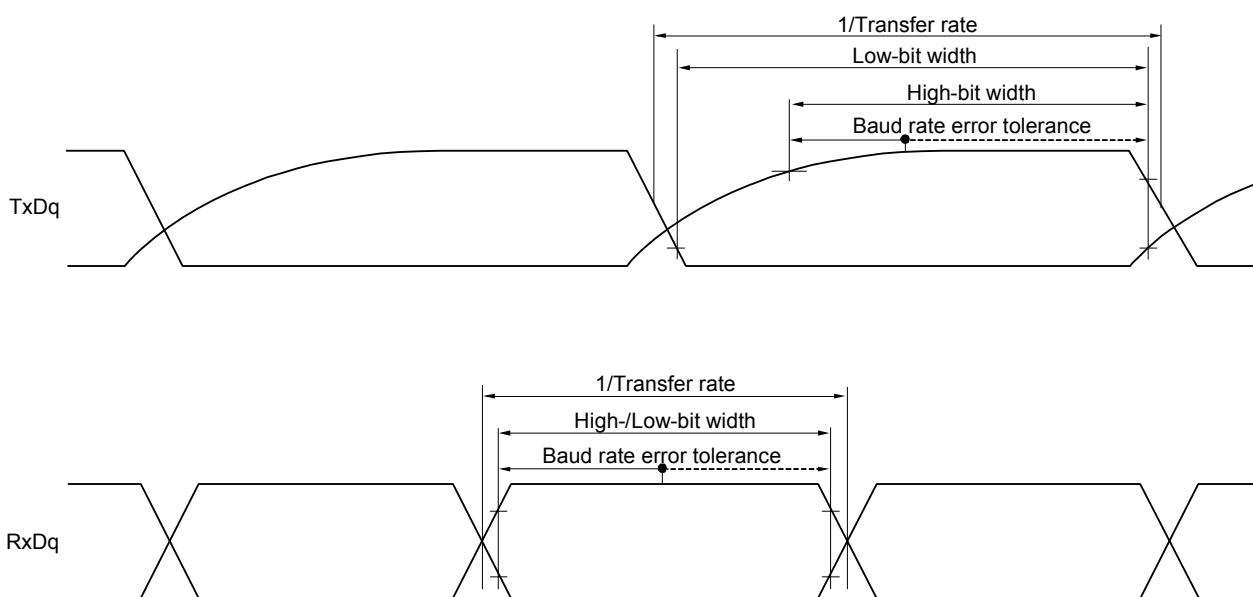 1/Transfer rate
Low-bit width
High-bit width
Baud rate error tolerance
TxDq
1/Transfer rate
High-/Low-bit width
Baud rate error tolerance
RxDq